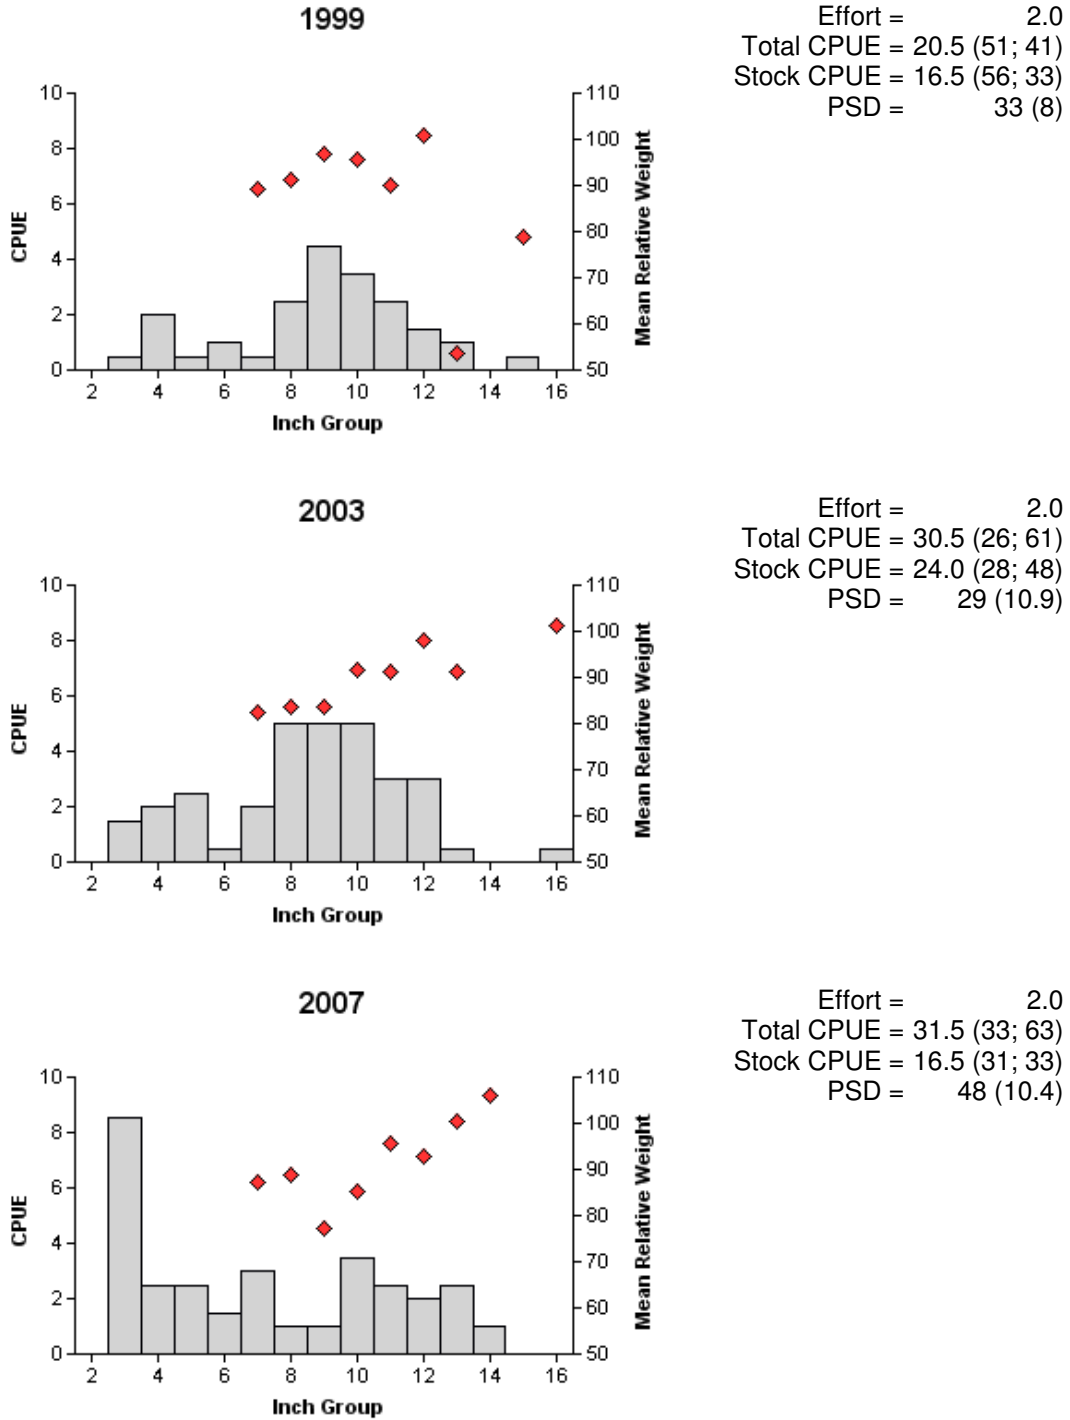 1999
Effort = 2.0
Total CPUE = 20.5 (51; 41)
Stock CPUE = 16.5 (56; 33)
PSD = 33 (8)
10 110
8 100
90
6 80
CPUE
Mean Relative Weight
4 70
2 60
0 50
2 4 6 8 10 12 14 16
Inch Group
2003
Effort = 2.0
Total CPUE = 30.5 (26; 61)
Stock CPUE = 24.0 (28; 48)
PSD = 29 (10.9)
10 110
8 100
90
6 80
CPUE
Mean Relative Weight
4 70
2 60
0 50
2 4 6 8 10 12 14 16
Inch Group
2007
Effort = 2.0
Total CPUE = 31.5 (33; 63)
Stock CPUE = 16.5 (31; 33)
PSD = 48 (10.4)
10 110
8 100
90
6 80
CPUE
Mean Relative Weight
4 70
2 60
0 50
2 4 6 8 10 12 14 16
Inch Group